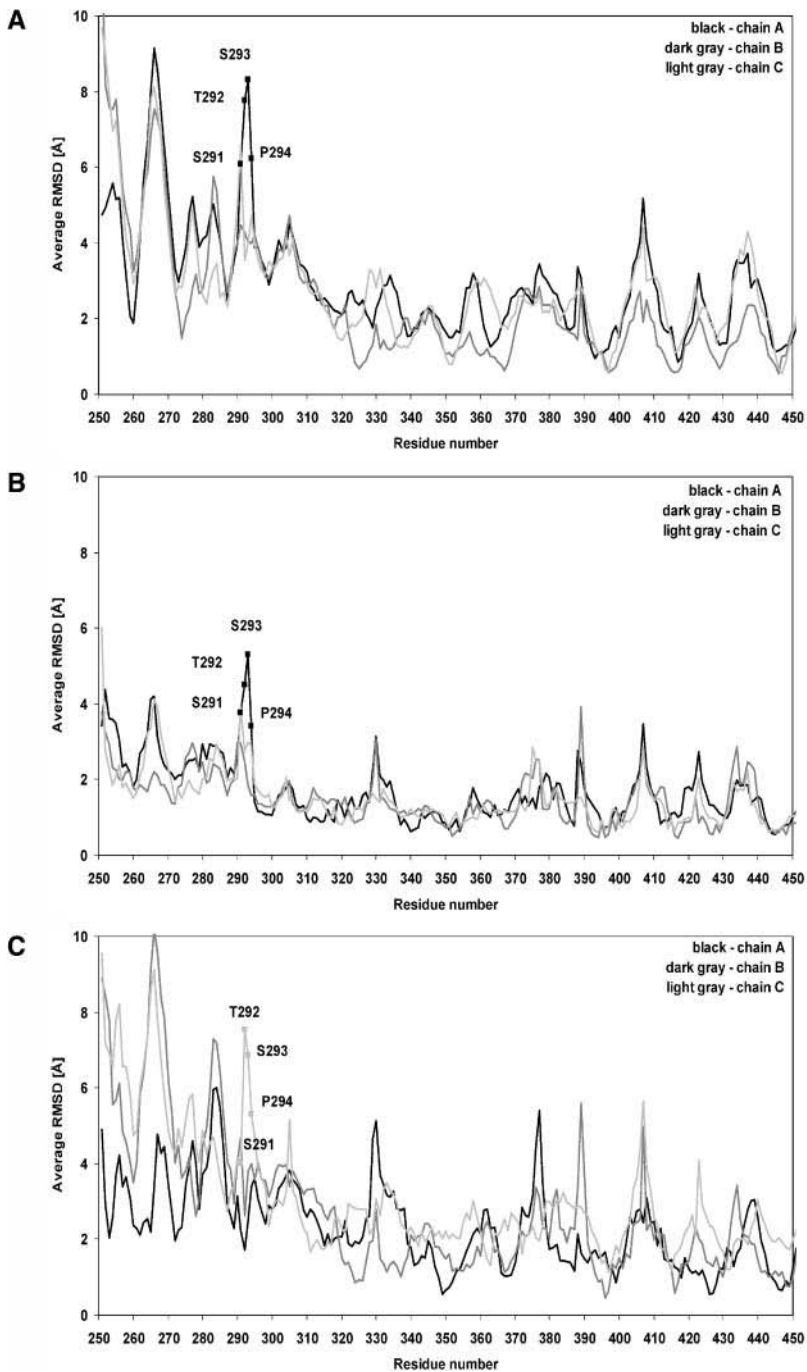 A
black - chain A
dark gray - chain B
light gray - chain C
S293
T292
S291
P294
Average RMSD [Å]
10
8
6
4
2
0
250 260 270 280 290 300 310 320 330 340 350 360 370 380 390 400 410 420 430 440 450
Residue number
B
black - chain A
dark gray - chain B
light gray - chain C
S293
T292
S291
P294
Average RMSD [Å]
10
8
6
4
2
0
250 260 270 280 290 300 310 320 330 340 350 360 370 380 390 400 410 420 430 440 450
Residue number
C
black - chain A
dark gray - chain B
light gray - chain C
T292
S293
P294
S291
Average RMSD [Å]
10
8
6
4
2
0
250 260 270 280 290 300 310 320 330 340 350 360 370 380 390 400 410 420 430 440 450
Residue number